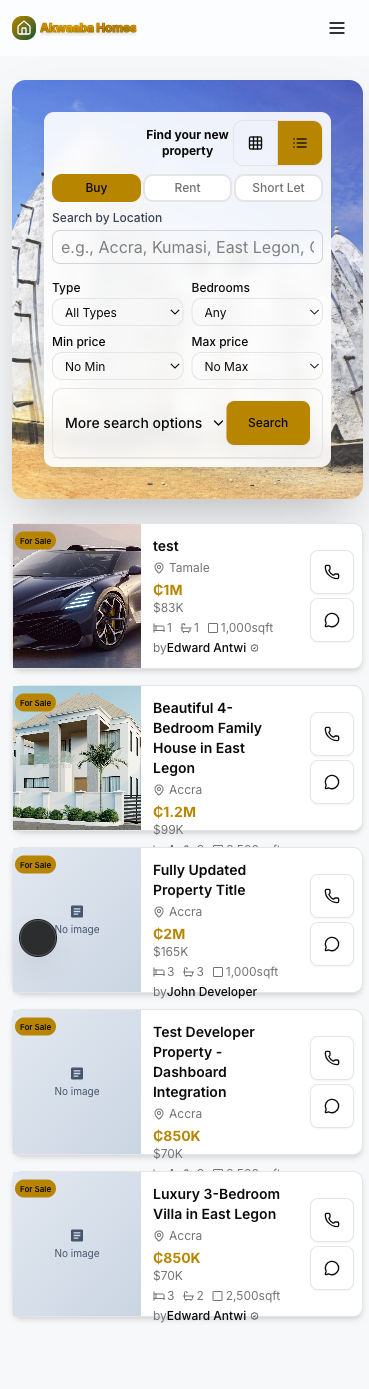 Akwaaba Homes
Find your new
property
Buy
Rent
Short Let
Search by Location
e.g., Accra, Kumasi, East Legon, C
Type
Bedrooms
All Types
Any
Min price
Max price
No Min
No Max
More search options
Search
For Sale
test
Tamale
₵1M
$83K
1 1 1,000sqft
byEdward Antwi
For Sale
Beautiful 4-
Bedroom Family
House in East
Legon
Accra
₵1.2M
$99K
For Sale
No image
Fully Updated
Property Title
Accra
₵2M
$165K
3 3 1,000sqft
byJohn Developer
For Sale
No image
Test Developer
Property -
Dashboard
Integration
Accra
₵850K
$70K
For Sale
No image
Luxury 3-Bedroom
Villa in East Legon
Accra
₵850K
$70K
3 2 2,500sqft
byEdward Antwi